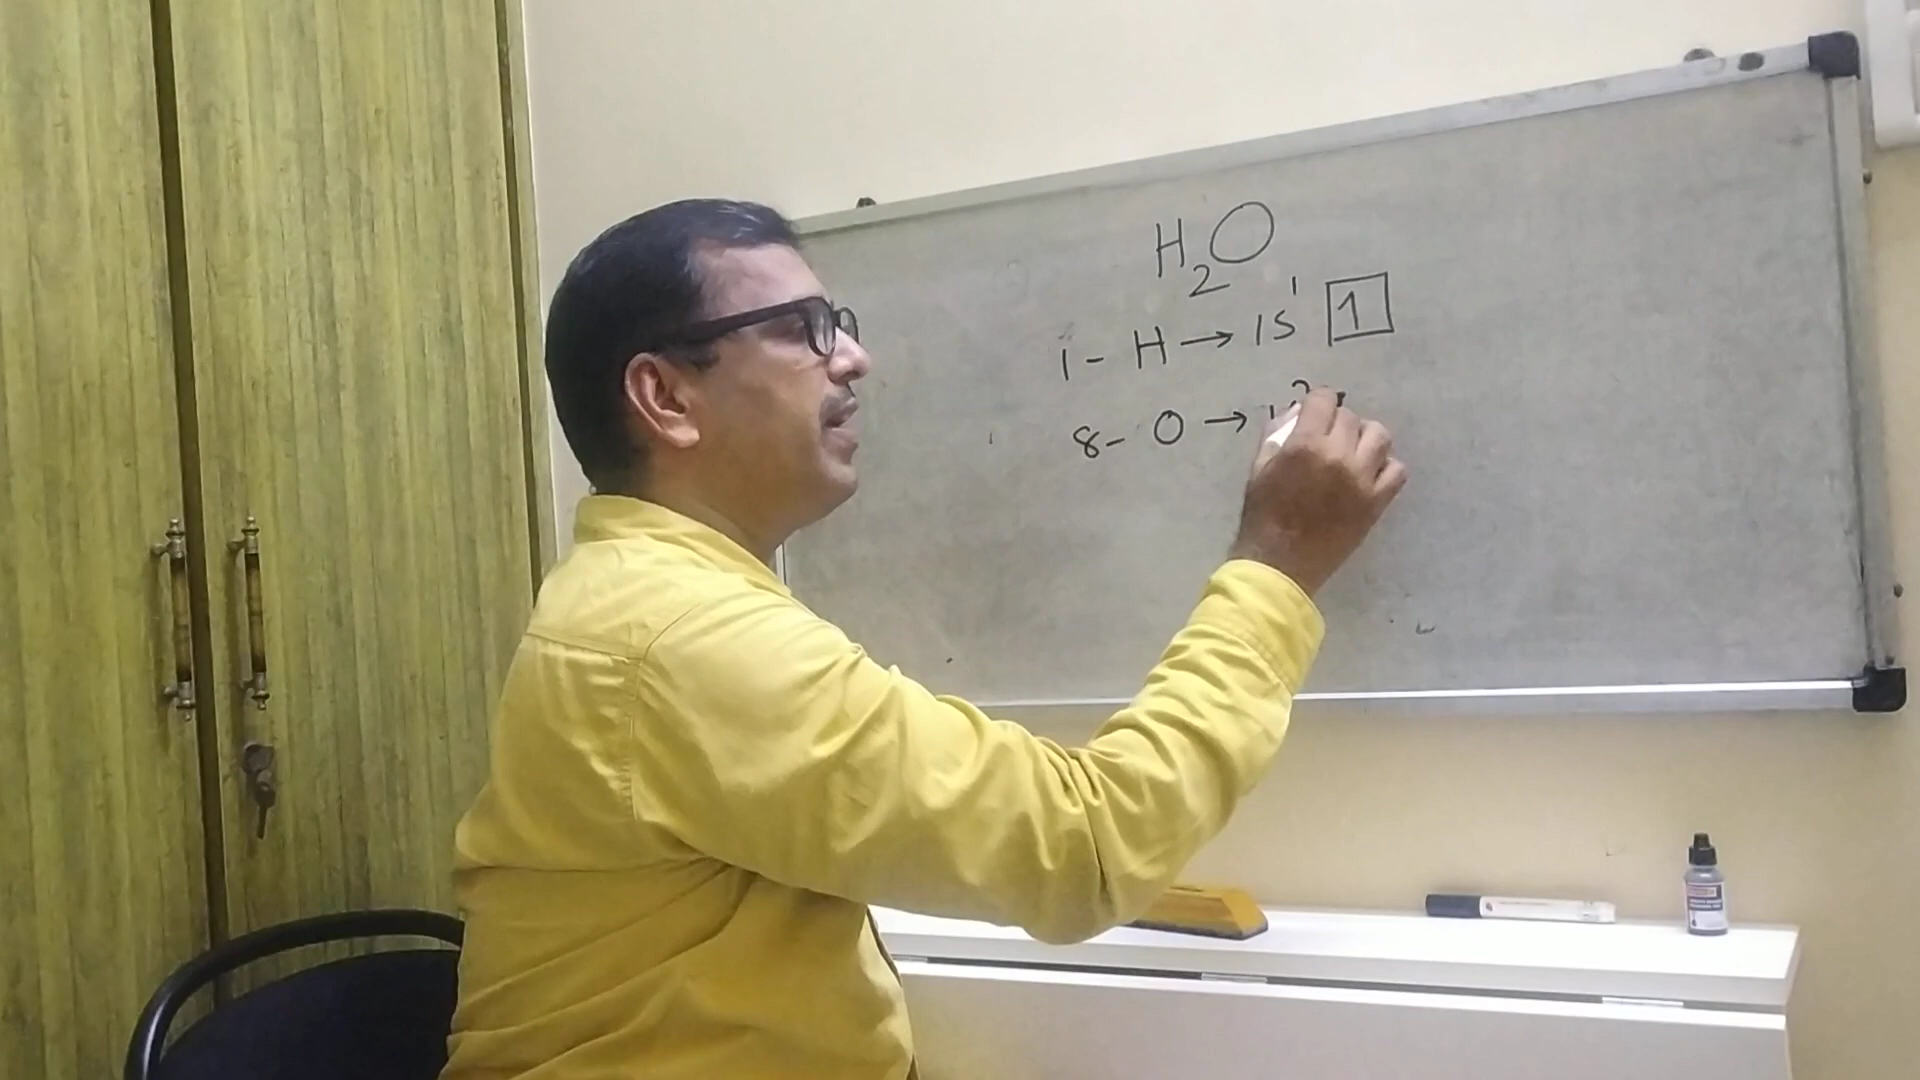 H₂O
1 - H → 1S¹ 1
8 - O →